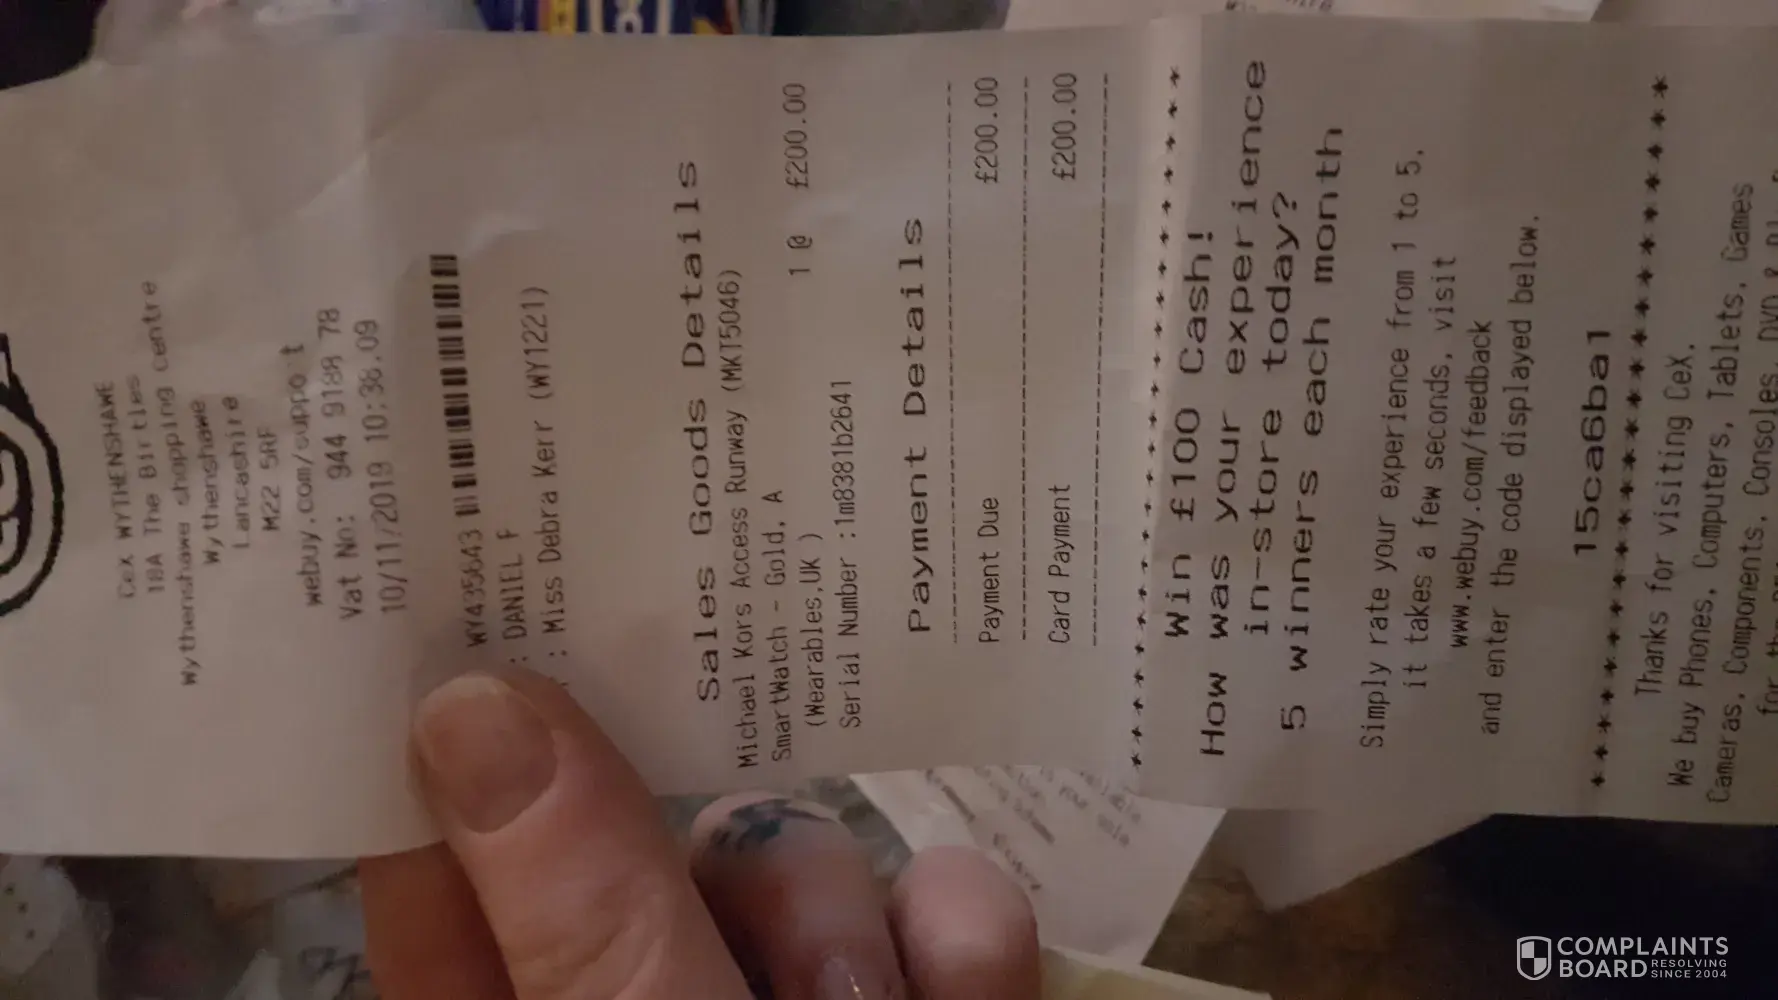 CeX WYTHENSHAWE
18A The Birtles
Wythenshawe shopping centre
Wythenshawe
Lancashire
M22 5RF
webuy.com/support
Vat No: 944 9188 78
10/11/2019 10:36.09
WY435643
: DANIEL F
: Miss Debra Kerr (WY1221)
Sales Goods Details
Michael Kors Access Runway (MKT5046)
SmartWatch - Gold, A 1 @ £200.00
(Wearables,UK )
Serial Number :1m8381b2641
Payment Details
Payment Due £200.00
Card Payment £200.00
Win £100 Cash!
How was your experience
in-store today?
5 winners each month
Simply rate your experience from 1 to 5,
it takes a few seconds, visit
www.webuy.com/feedback
and enter the code displayed below.
15ca6ba1
Thanks for visiting CeX.
We buy Phones, Computers, Tablets, Games
Cameras, Components, Consoles, DVD &
COMPLAINTS
BOARD RESOLVING
SINCE 2004